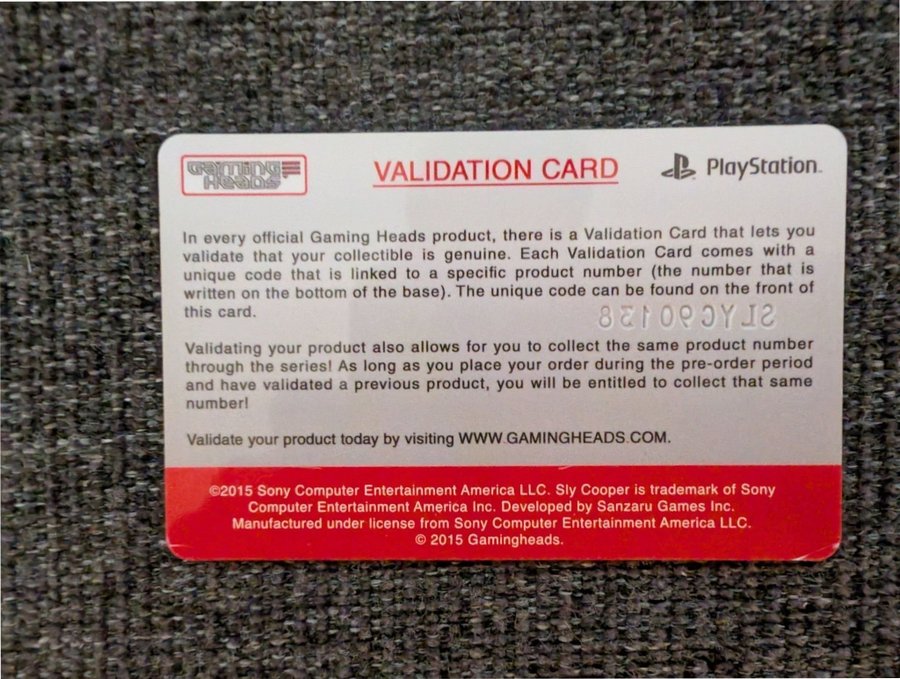 Gaming Heads
VALIDATION CARD
PlayStation™
In every official Gaming Heads product, there is a Validation Card that lets you
validate that your collectible is genuine. Each Validation Card comes with a
unique code that is linked to a specific product number (the number that is
written on the bottom of the base). The unique code can be found on the front of
this card.
SLYC90138
Validating your product also allows for you to collect the same product number
through the series! As long as you place your order during the pre-order period
and have validated a previous product, you will be entitled to collect that same
number!
Validate your product today by visiting WWW.GAMINGHEADS.COM.
©2015 Sony Computer Entertainment America LLC. Sly Cooper is trademark of Sony
Computer Entertainment America Inc. Developed by Sanzaru Games Inc.
Manufactured under license from Sony Computer Entertainment America LLC.
© 2015 Gamingheads.